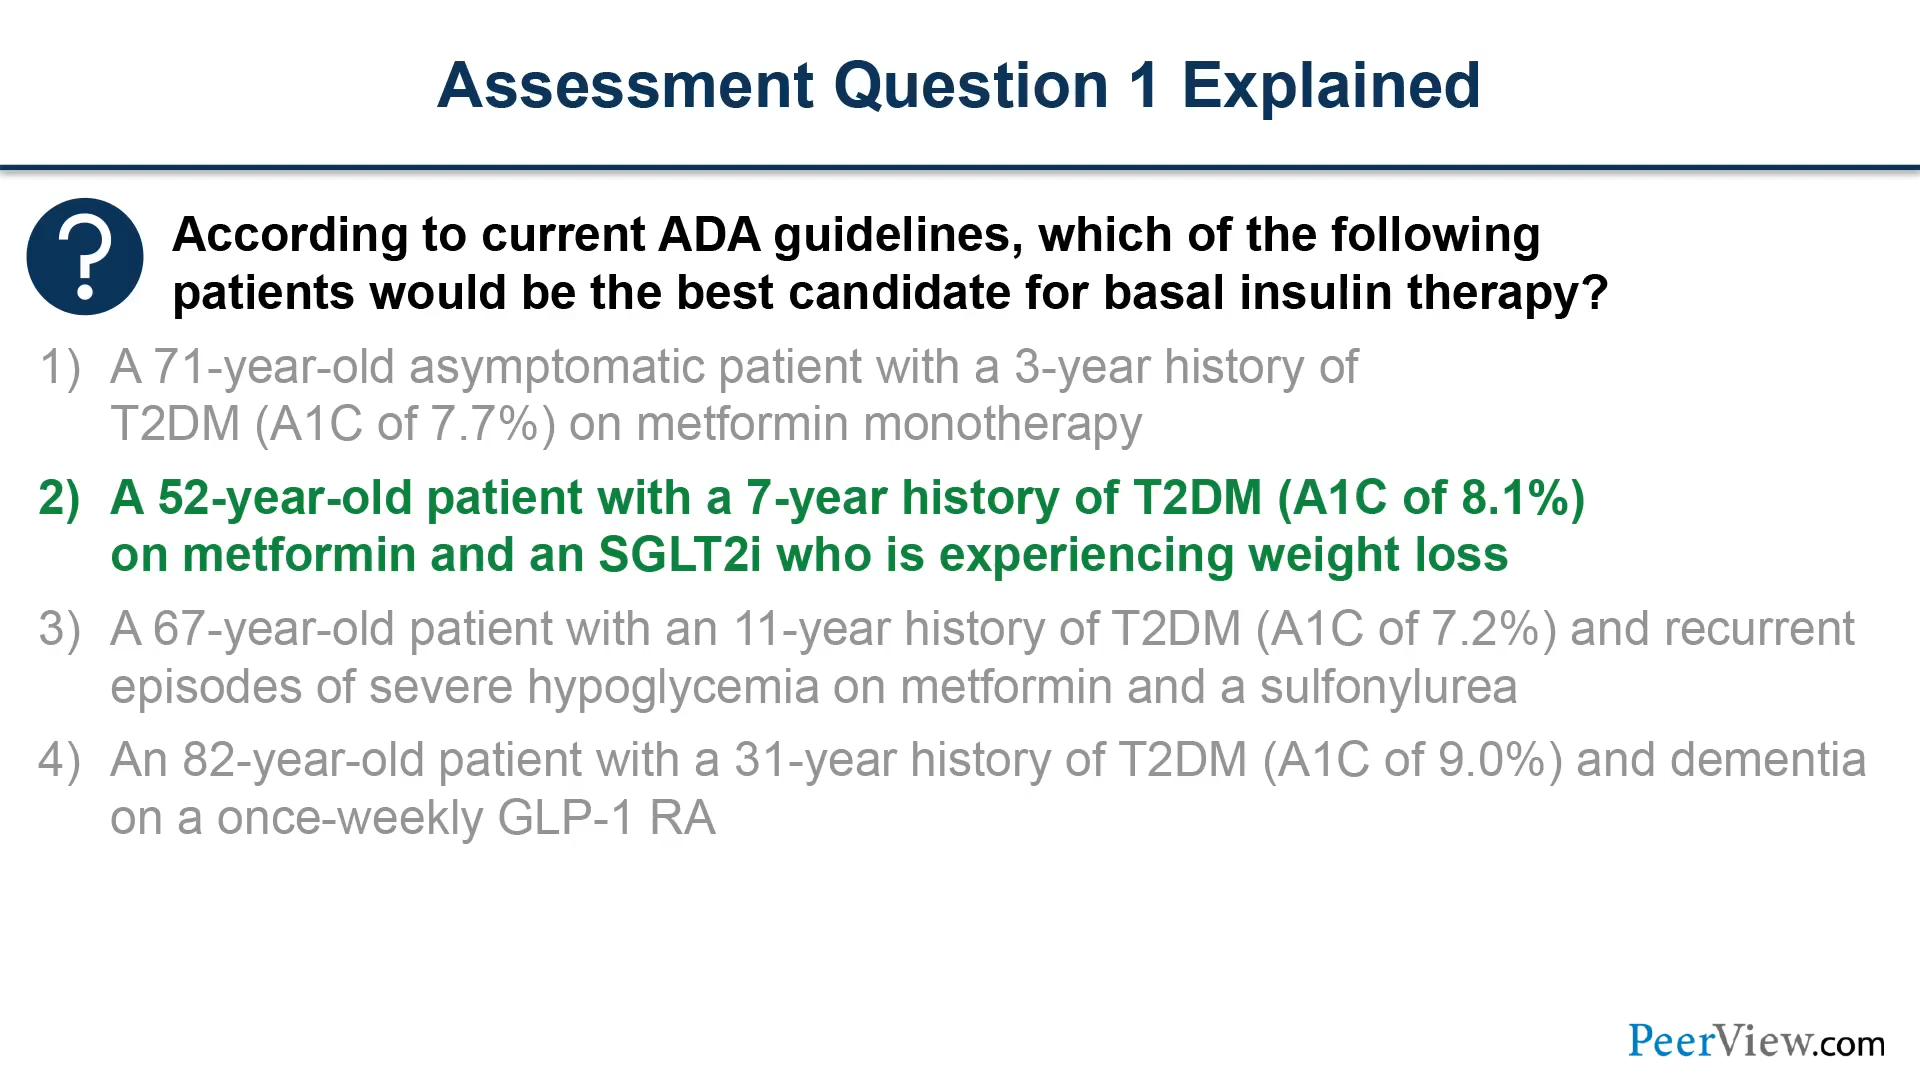 Assessment Question 1 Explained
?
According to current ADA guidelines, which of the following
patients would be the best candidate for basal insulin therapy?
1) A 71-year-old asymptomatic patient with a 3-year history of
T2DM (A1C of 7.7%) on metformin monotherapy
2) A 52-year-old patient with a 7-year history of T2DM (A1C of 8.1%)
on metformin and an SGLT2i who is experiencing weight loss
3) A 67-year-old patient with an 11-year history of T2DM (A1C of 7.2%) and recurrent
episodes of severe hypoglycemia on metformin and a sulfonylurea
4) An 82-year-old patient with a 31-year history of T2DM (A1C of 9.0%) and dementia
on a once-weekly GLP-1 RA
PeerView.com